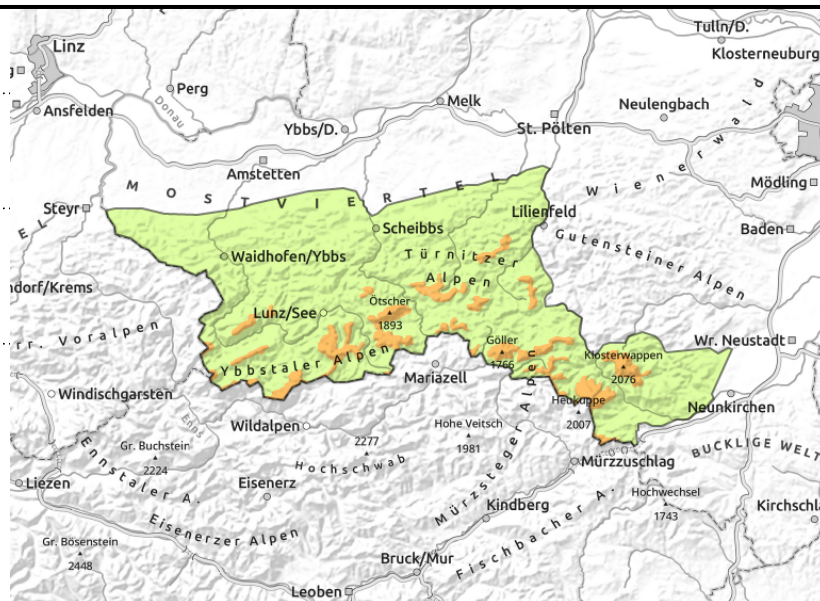 Tulln/D.
Linz
Klosterneuburg
Perg
Melk
Donau
Ansfelden
Neulengbach
Ybbs/D.
St. Pölten
Wienerwald
Amstetten
Mödling
MOSTVIERTEL
Steyr
Lilienfeld
Scheibbs
Baden
Waidhofen/Ybbs
Türnitzer
Alpen
Gutensteiner Alpen
ndorf/Krems
Ötscher
1893
Lunz/See
rr. Voralpen
Göller
1766
Wr. Neustadt
Klosterwappen
2076
Ybbstaler Alpen
Mariazell
Windischgarsten
Heukuppe
2007
Neunkirchen
Enns
Wildalpen
Hohe Veitsch
1981
2277
Hochschwab
Gr. Buchstein
2224
Ennstaler A.
Mürzsteger Alpen
BUCKLIGE WELT
Mürzzuschlag
Liezen
Eisenerz
Hochwechsel
1743
Kirchschla
Kindberg
Eisenerzer Alpen
Fischbacher A.
Gr. Bösenstein
2448
Bruck/Mur
Leoben